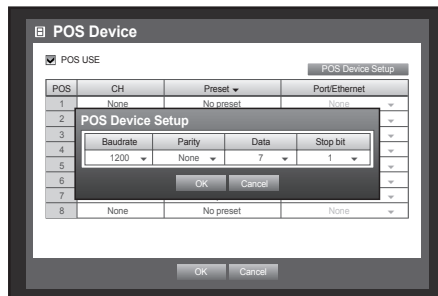 POS Device
POS USE
POS Device Setup
POS CH Preset Port/Ethernet
1 None No preset None
2
POS Device Setup
3
Baudrate Parity Data Stop bit
4
1200 None 7 1
5
6
OK Cancel
7
8 None No preset None
OK Cancel